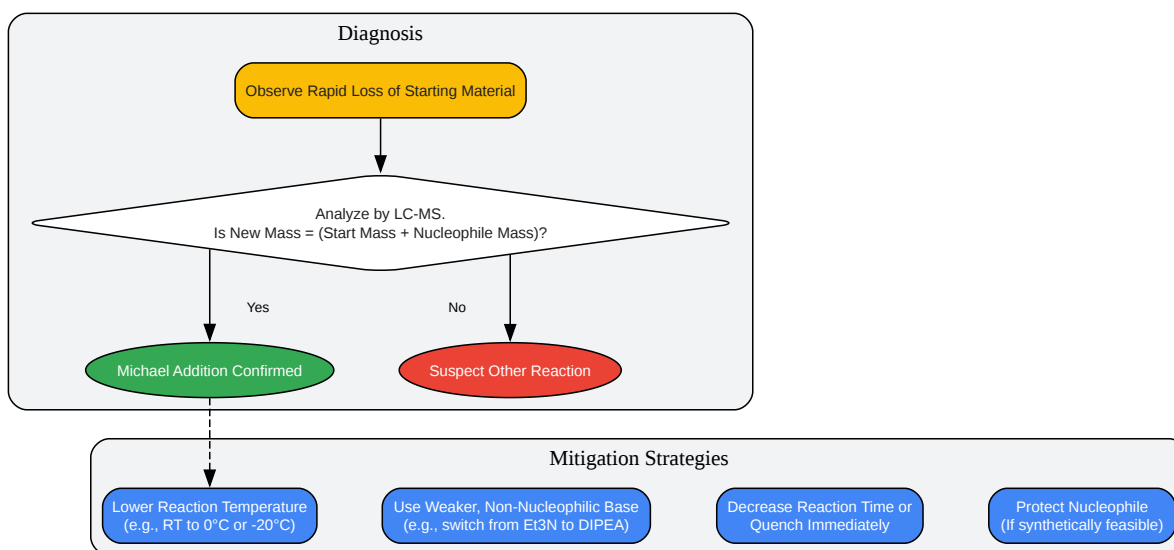 Diagnosis
Observe Rapid Loss of Starting Material
Analyze by LC-MS.
Is New Mass = (Start Mass + Nucleophile Mass)?
Yes
No
Michael Addition Confirmed
Suspect Other Reaction
Mitigation Strategies
Lower Reaction Temperature
(e.g., RT to 0°C or -20°C)
Use Weaker, Non-Nucleophilic Base
(e.g., switch from Et3N to DIPEA)
Decrease Reaction Time or
Quench Immediately
Protect Nucleophile
(If synthetically feasible)